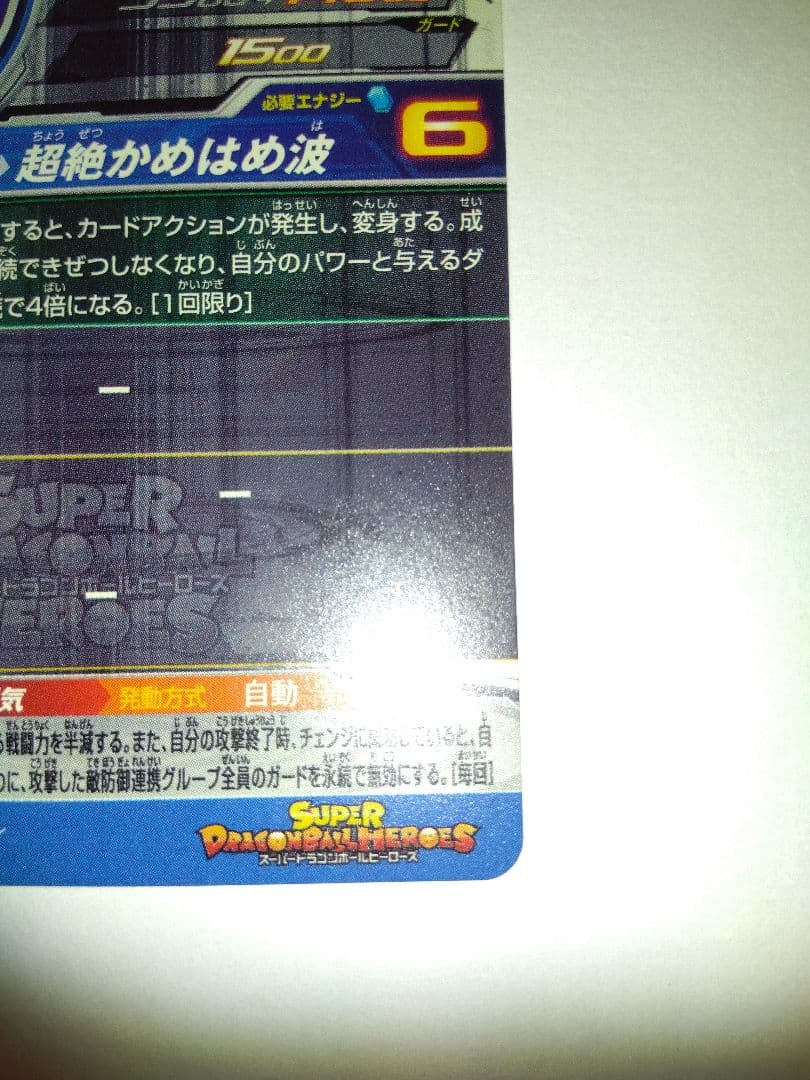 ガード
1500
必要エナジー 6
超絶かめはめ波
すると、カードアクションが発生し、変身する。成
続できぜつしなくなり、自分のパワーと与えるダ
で4倍になる。[1回限り]
SUPER
DRAGONBALL
ードラゴンボールヒーローズ
HEROES
気 発動方式 自動
戦闘力を半減する。また、自分の攻撃終了時、チェンジに
ていると、自
に、攻撃した敵防御連携グループ全員のガードを永続で無効にする。[毎回]
SUPER
DRAGONBALL HEROES
スーパードラゴンボールヒーローズ